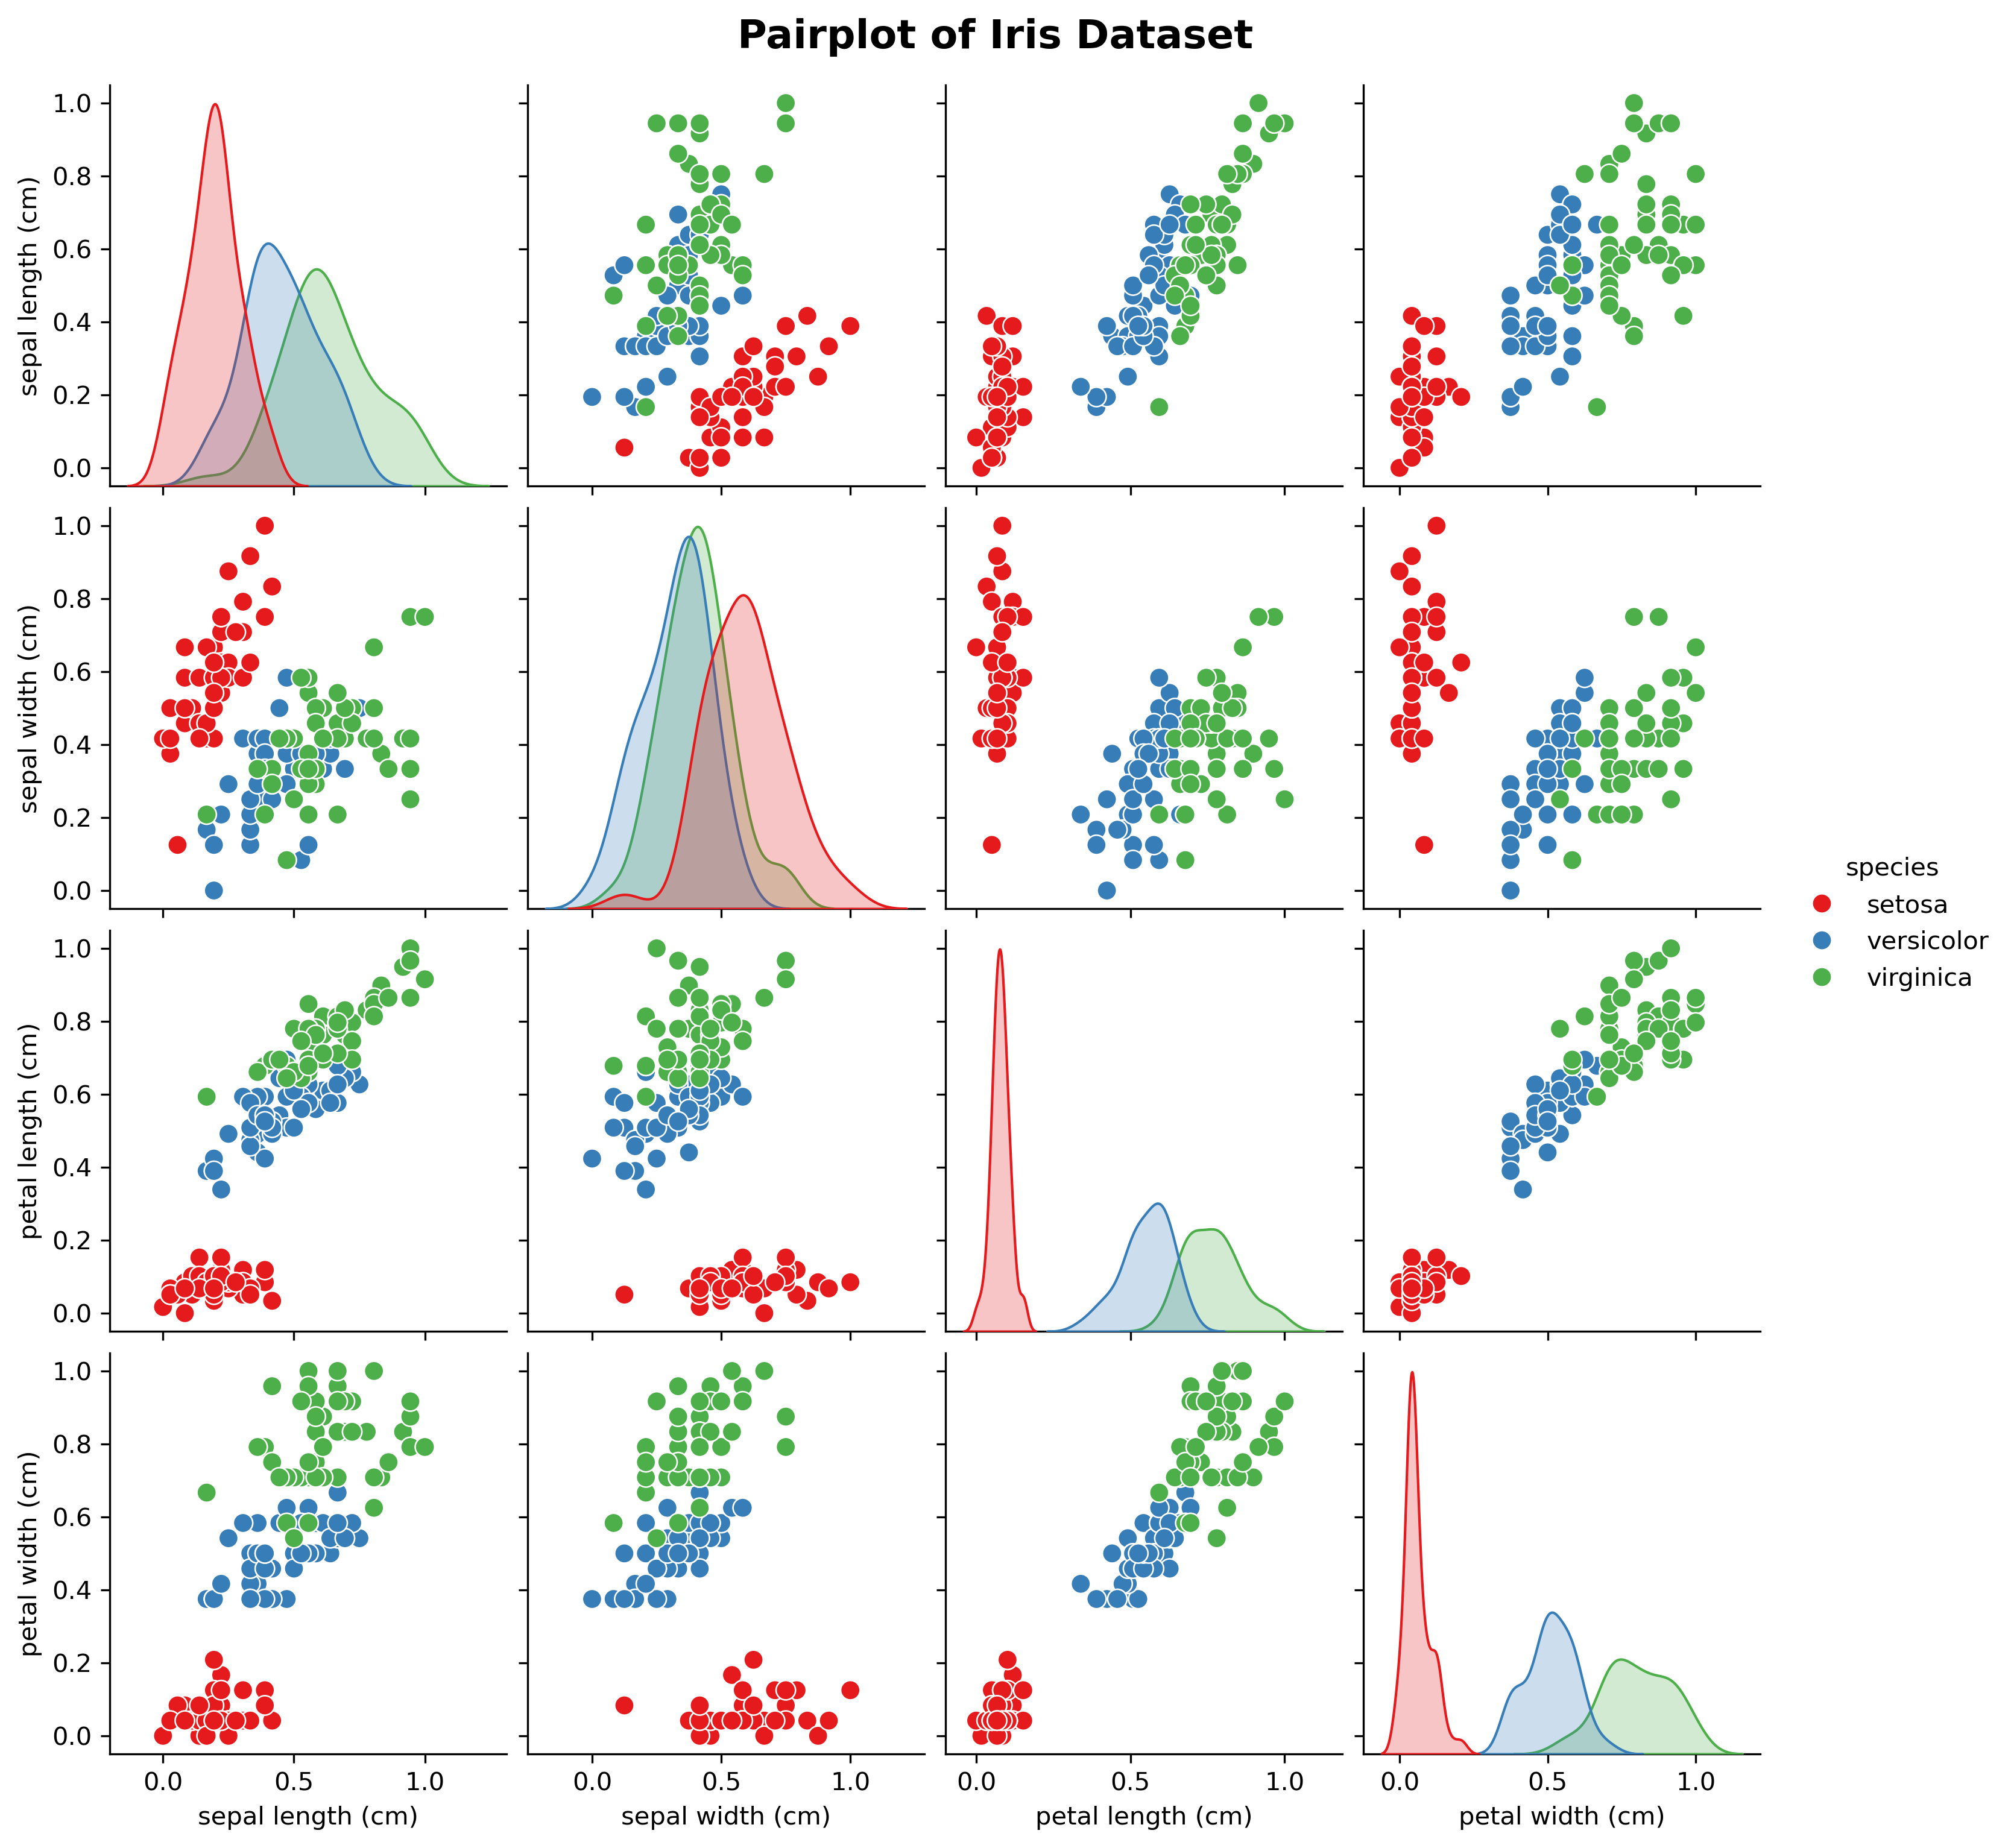 Pairplot of Iris Dataset
1.0
0.8
0.6
0.4
0.2
0.0
sepal length (cm)
1.0
0.8
0.6
0.4
0.2
0.0
sepal width (cm)
1.0
0.8
0.6
0.4
0.2
0.0
petal length (cm)
1.0
0.8
0.6
0.4
0.2
0.0
petal width (cm)
0.0 0.5 1.0
sepal length (cm)
0.0 0.5 1.0
sepal width (cm)
0.0 0.5 1.0
petal length (cm)
0.0 0.5 1.0
petal width (cm)
species
setosa
versicolor
virginica